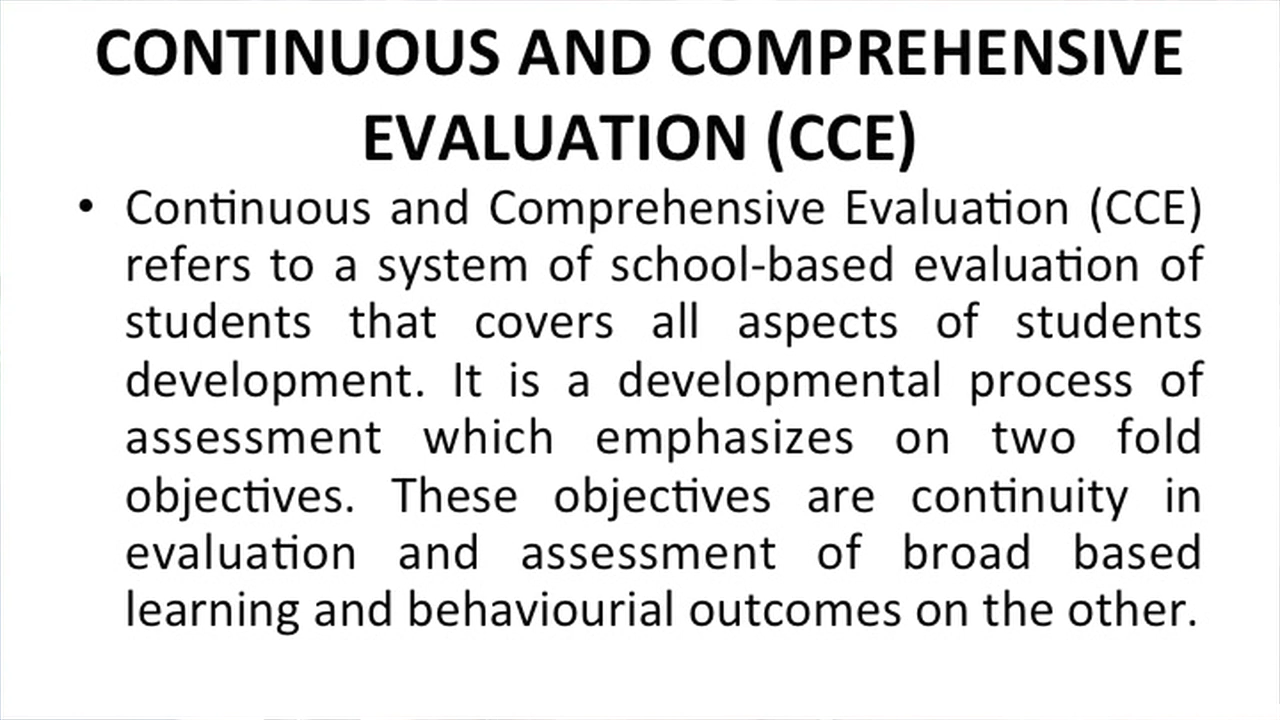 CONTINUOUS AND COMPREHENSIVE
EVALUATION (CCE)
• Continuous and Comprehensive Evaluation (CCE)
refers to a system of school-based evaluation of
students that covers all aspects of students
development. It is a developmental process of
assessment which emphasizes on two fold
objectives. These objectives are continuity in
evaluation and assessment of broad based
learning and behaviourial outcomes on the other.